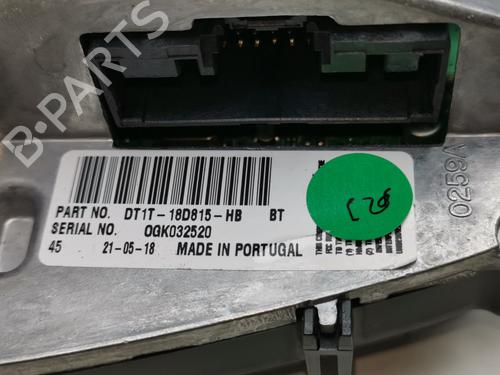 B-PARTS
PART NO. DT1T-18D815-HB BT
SERIAL NO. 0GK032520
45 21-05-18 MADE IN PORTUGAL
0259A